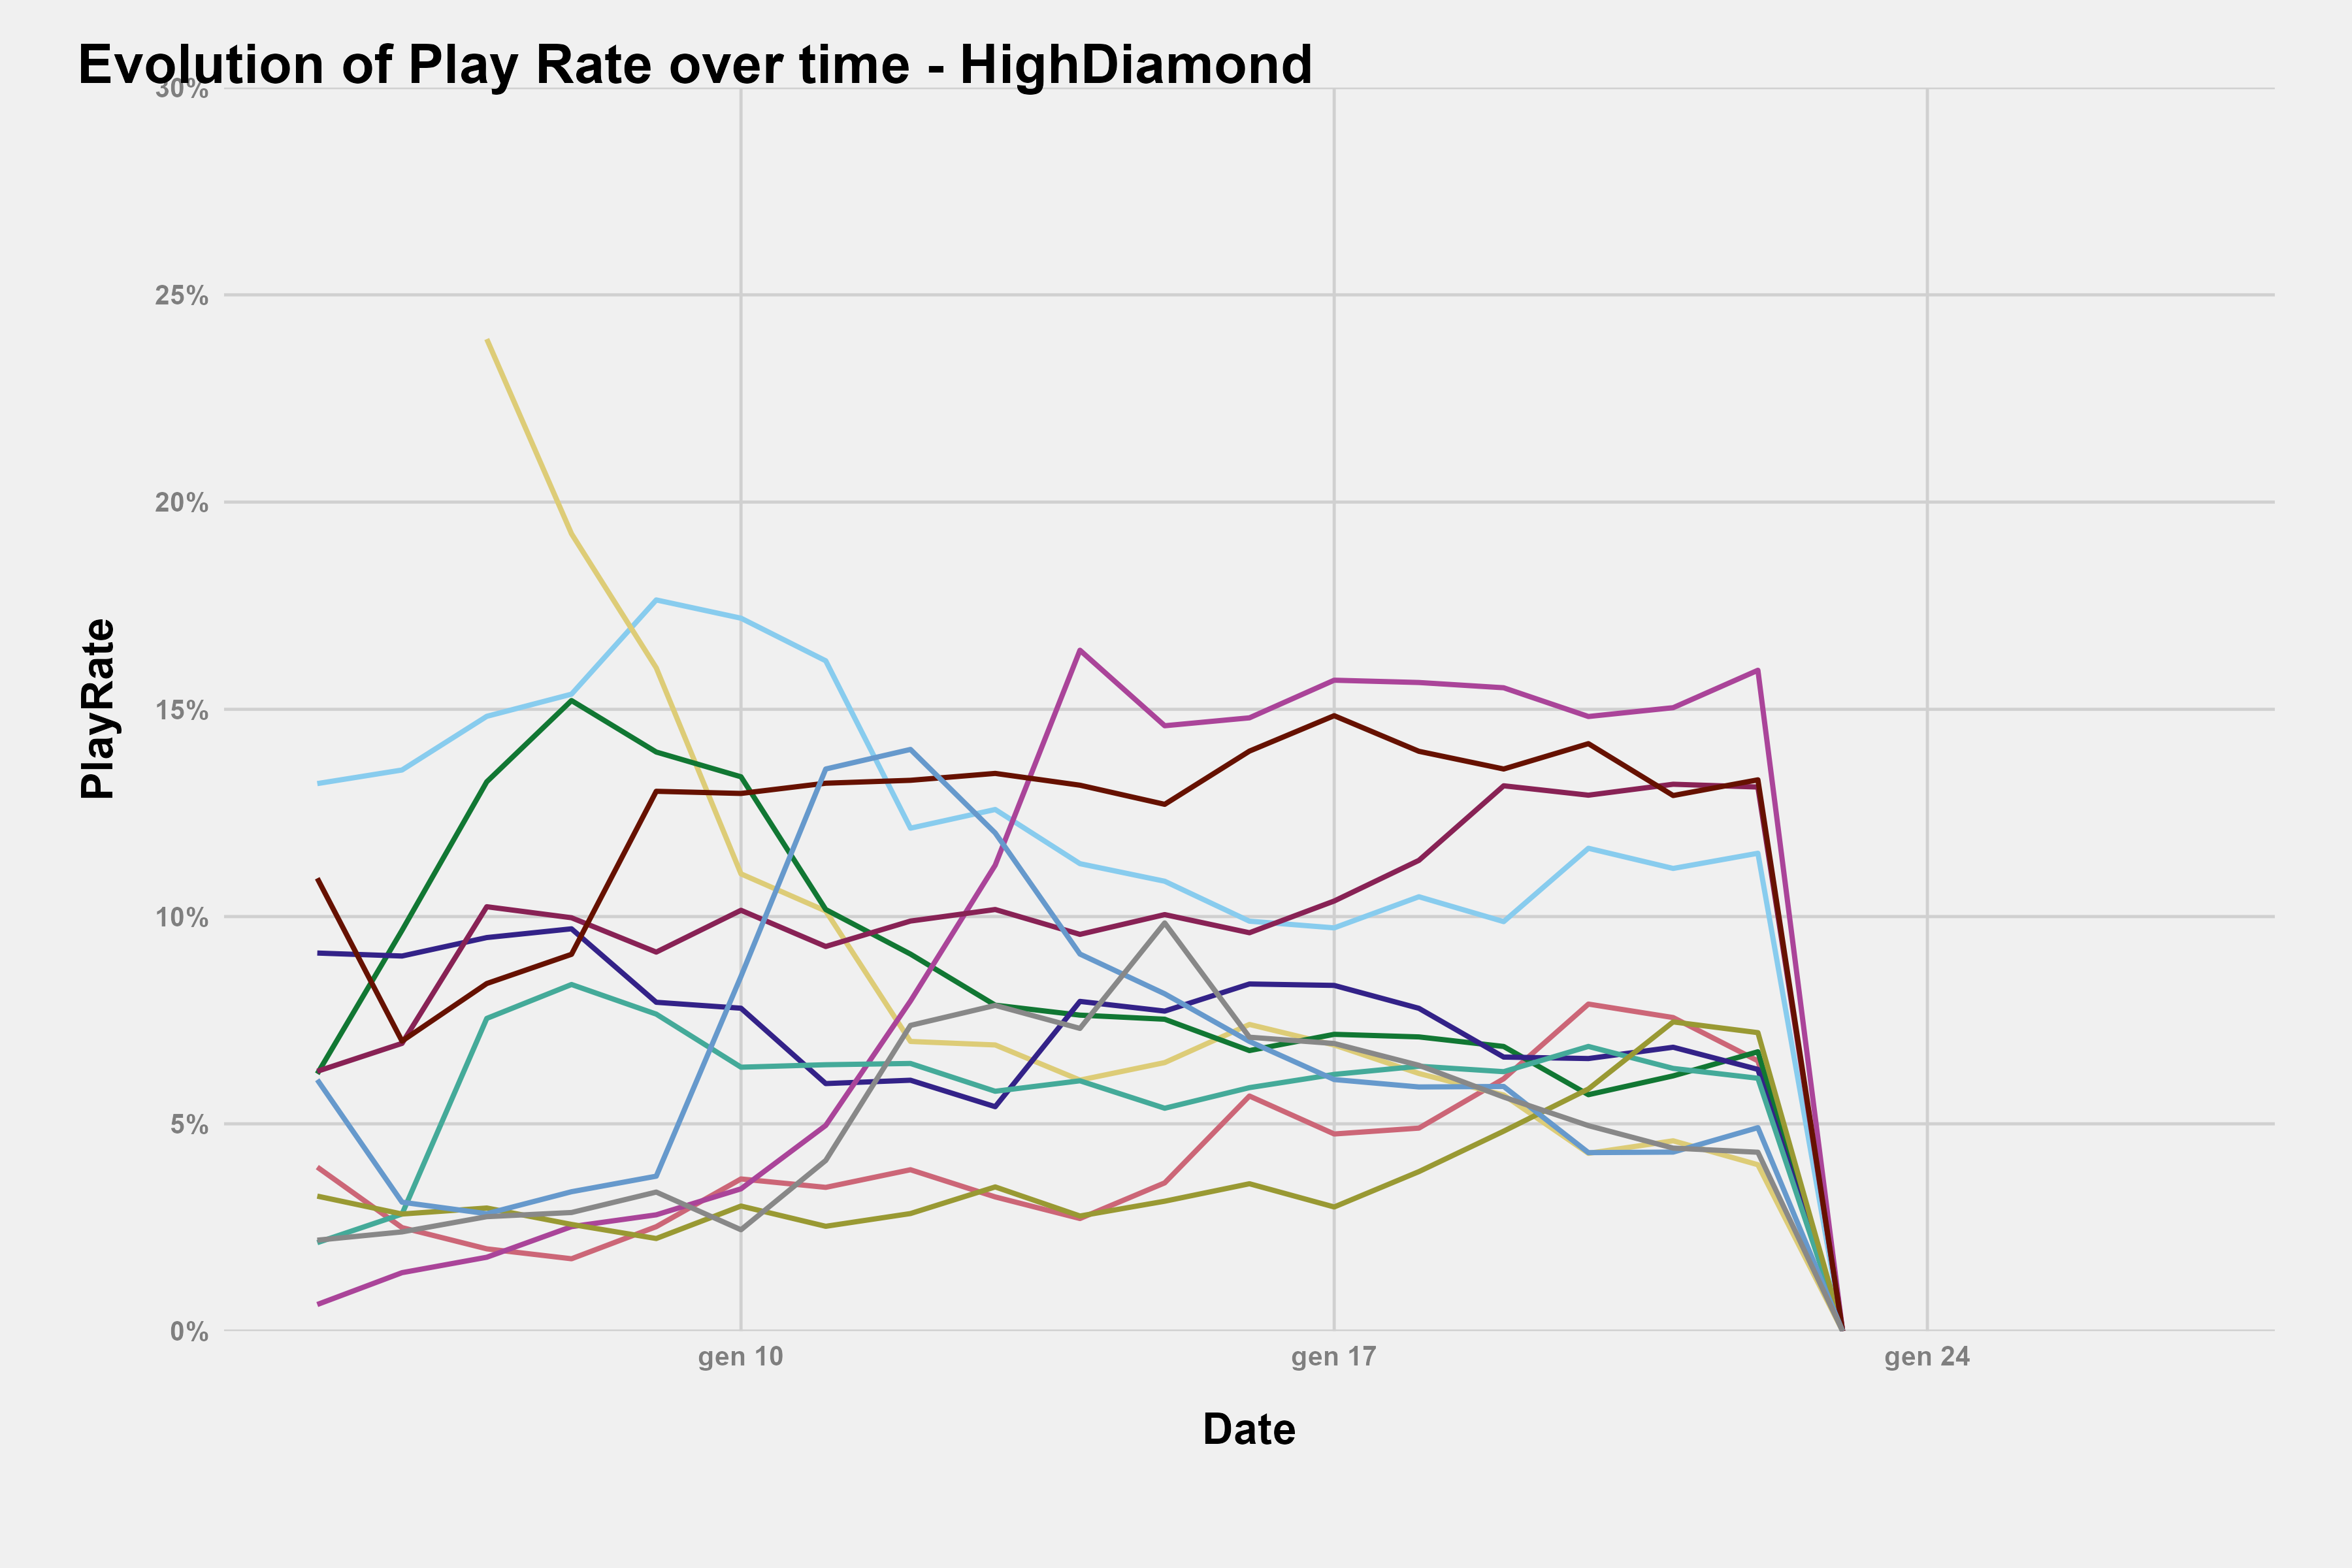 Evolution of Play Rate over time - HighDiamond
30%
25%
20%
15%
10%
5%
0%
PlayRate
gen 10
gen 17
gen 24
Date